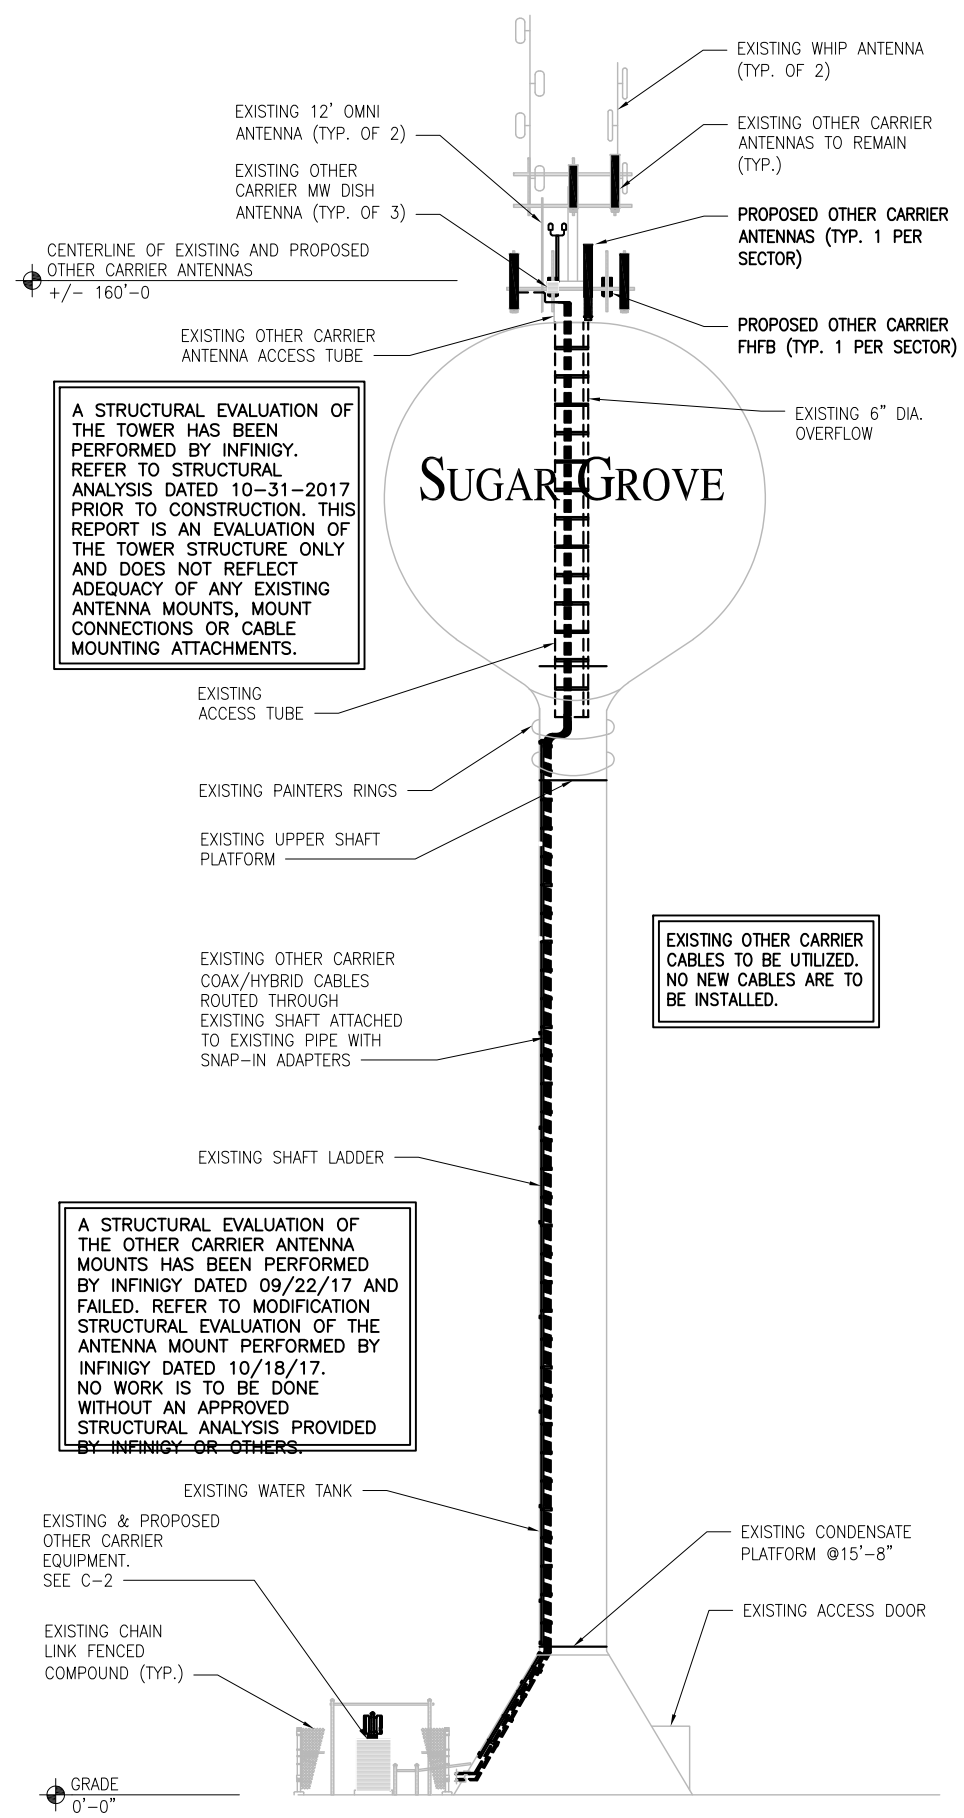 EXISTING WHIP ANTENNA
(TYP. OF 2)
EXISTING 12' OMNI
ANTENNA (TYP. OF 2)
EXISTING OTHER CARRIER
ANTENNAS TO REMAIN
(TYP.)
EXISTING OTHER
CARRIER MW DISH
ANTENNA (TYP. OF 3)
PROPOSED OTHER CARRIER
ANTENNAS (TYP. 1 PER
SECTOR)
CENTERLINE OF EXISTING AND PROPOSED
OTHER CARRIER ANTENNAS
+/- 160'-0
EXISTING OTHER CARRIER
ANTENNA ACCESS TUBE
PROPOSED OTHER CARRIER
FHFB (TYP. 1 PER SECTOR)
A STRUCTURAL EVALUATION OF
THE TOWER HAS BEEN
PERFORMED BY INFINIGY.
REFER TO STRUCTURAL
ANALYSIS DATED 10-31-2017
PRIOR TO CONSTRUCTION. THIS
REPORT IS AN EVALUATION OF
THE TOWER STRUCTURE ONLY
AND DOES NOT REFLECT
ADEQUACY OF ANY EXISTING
ANTENNA MOUNTS, MOUNT
CONNECTIONS OR CABLE
MOUNTING ATTACHMENTS.
EXISTING 6" DIA.
OVERFLOW
SUGAR GROVE
EXISTING
ACCESS TUBE
EXISTING PAINTERS RINGS
EXISTING UPPER SHAFT
PLATFORM
EXISTING OTHER CARRIER
CABLES TO BE UTILIZED.
NO NEW CABLES ARE TO
BE INSTALLED.
EXISTING OTHER CARRIER
COAX/HYBRID CABLES
ROUTED THROUGH
EXISTING SHAFT ATTACHED
TO EXISTING PIPE WITH
SNAP-IN ADAPTERS
EXISTING SHAFT LADDER
A STRUCTURAL EVALUATION OF
THE OTHER CARRIER ANTENNA
MOUNTS HAS BEEN PERFORMED
BY INFINIGY DATED 09/22/17 AND
FAILED. REFER TO MODIFICATION
STRUCTURAL EVALUATION OF THE
ANTENNA MOUNT PERFORMED BY
INFINIGY DATED 10/18/17.
NO WORK IS TO BE DONE
WITHOUT AN APPROVED
STRUCTURAL ANALYSIS PROVIDED
BY INFINIGY OR OTHERS.
EXISTING WATER TANK
EXISTING & PROPOSED
OTHER CARRIER
EQUIPMENT.
SEE C-2
EXISTING CONDENSATE
PLATFORM @15'-8"
EXISTING ACCESS DOOR
EXISTING CHAIN
LINK FENCED
COMPOUND (TYP.)
GRADE
0'-0"